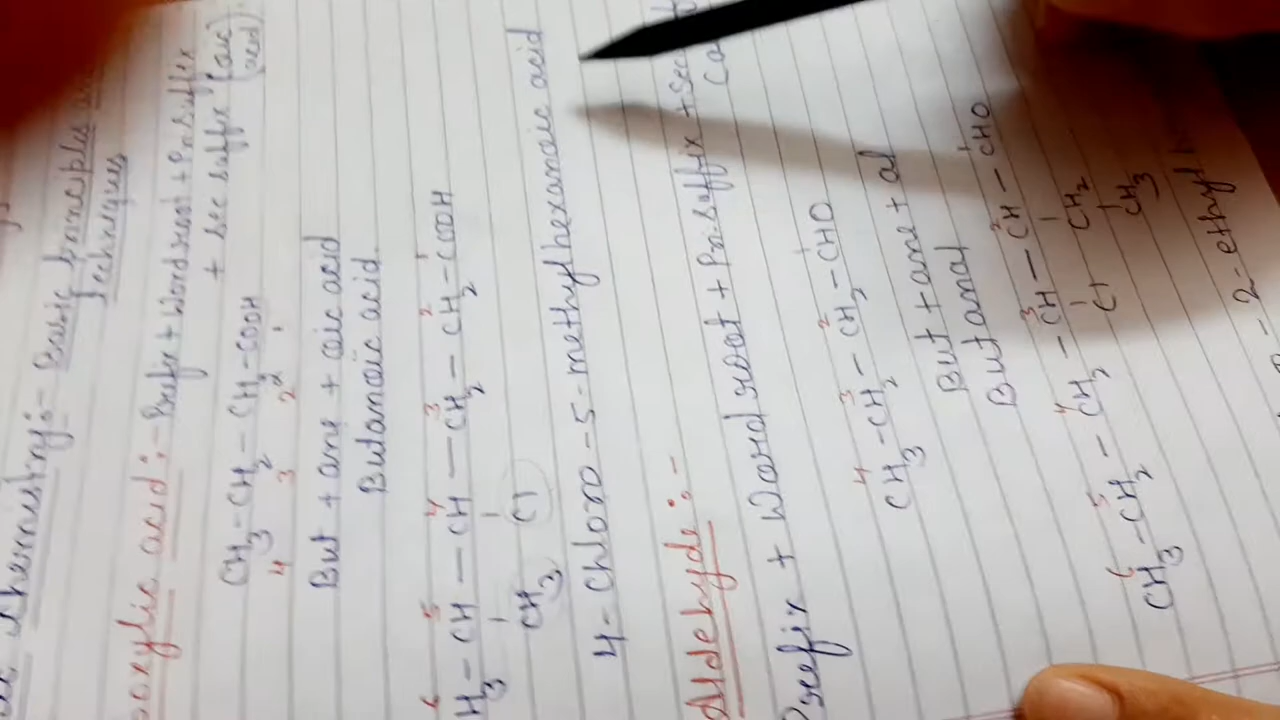 Chemistry:- Basic principles
Techniques
oxylic acid:- Prefix + Word root + Pri. suffix
+ sec suffix (oic acid).
CH3-CH2-CH2-COOH
4 3 2 1
But + ane + oic acid
Butanoic acid.
6 5 4 3 2 1
H3 - CH - CH - CH2 - CH2 - COOH
CH3 Cl
4-Chloro-5-methylhexanoic acid
Aldehyde:-
Prefix + Word root + Pri. suffix + Sec
4 3 2 1
CH3-CH2-CH2-CHO
But + ane + al
Butanal
6 5 4 3 2 1
CH3-CH2-CH2-CH-CH-CHO
Cl CH2
CH3
2-ethyl